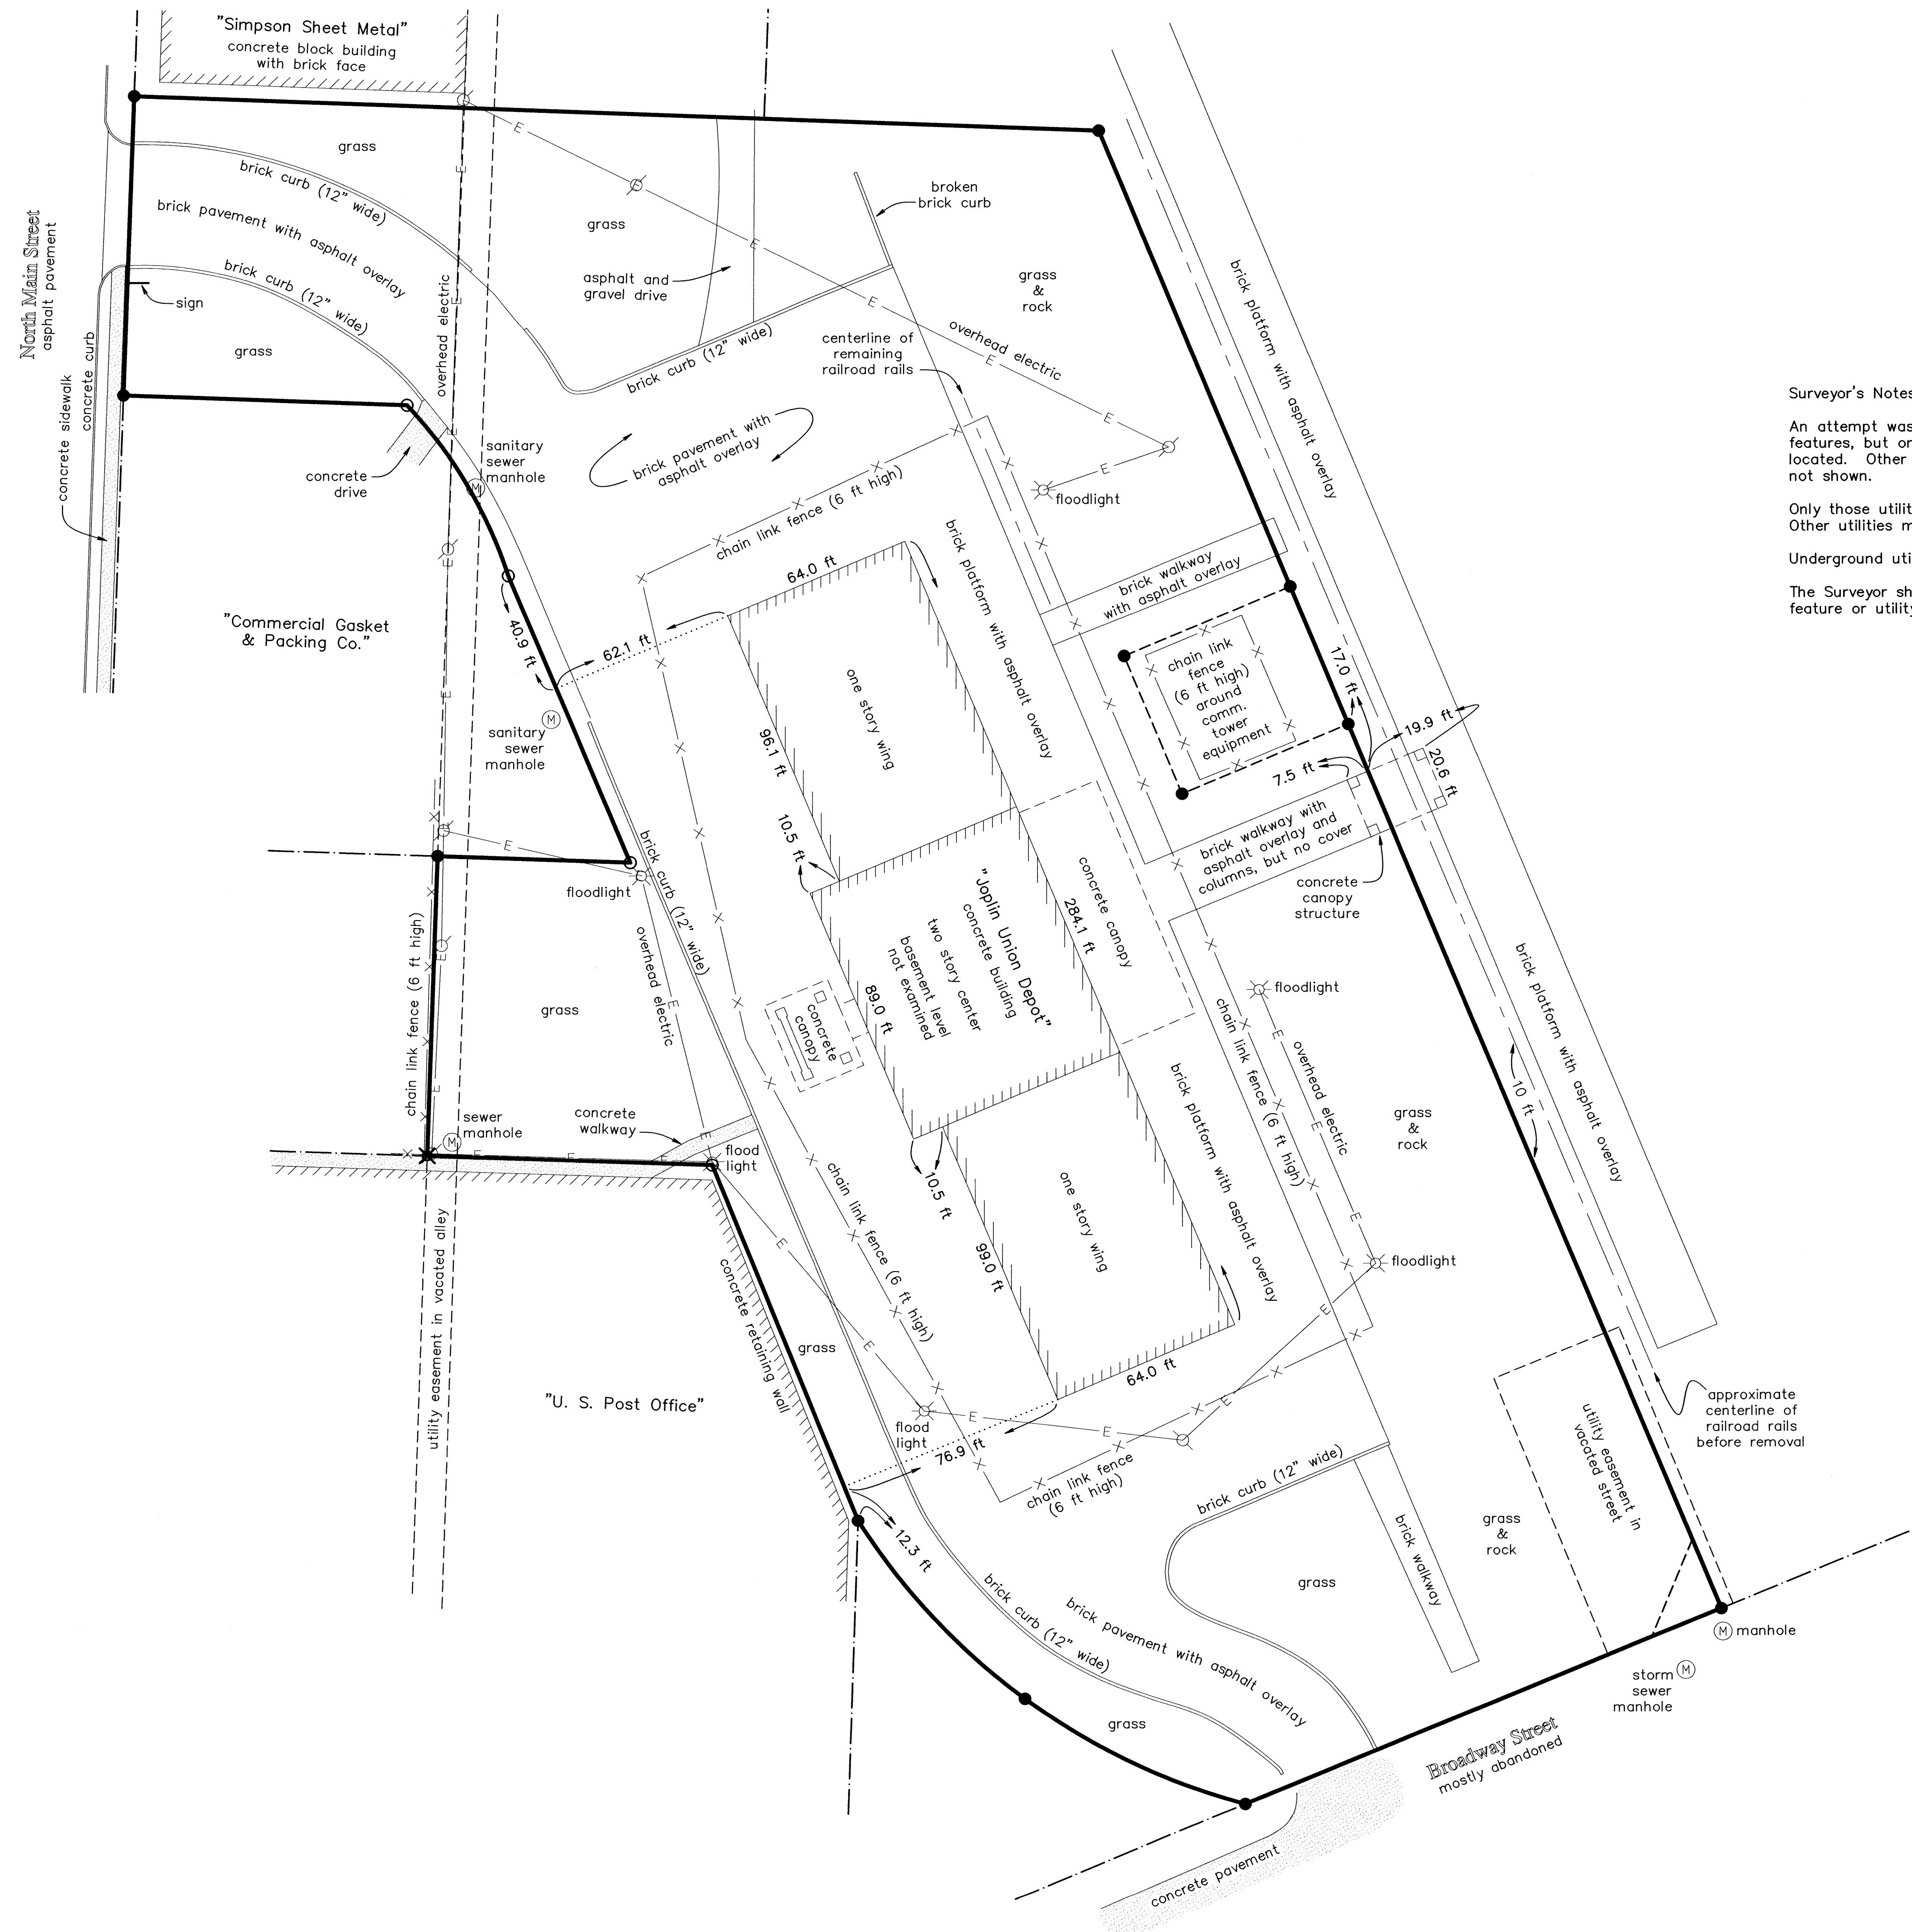 "Simpson Sheet Metal"
concrete block building
with brick face
grass
brick curb (12" wide)
brick pavement with asphalt overlay
brick curb (12" wide)
North Main Street
asphalt pavement
sign
grass
concrete curb
concrete sidewalk
overhead electric
grass
asphalt and
gravel drive
brick curb (12" wide)
broken
brick curb
grass
&
rock
centerline of
remaining
railroad rails
overhead electric
brick platform with asphalt overlay
Surveyor's Notes
An attempt was
features, but or
located. Other
not shown.
Only those utilit
Other utilities m
Underground uti
The Surveyor sh
feature or utility
concrete
drive
sanitary
sewer
manhole
M
brick pavement with
asphalt overlay
chain link fence (6 ft high)
floodlight
brick walkway
with asphalt overlay
"Commercial Gasket
& Packing Co."
40.9 ft
62.1 ft
64.0 ft
one story
wing
96.1 ft
brick platform with asphalt overlay
chain link
fence
(6 ft high)
around
comm.
tower
equipment
17.0 ft
19.9 ft
20.6 ft
7.5 ft
brick walkway with
asphalt overlay and
columns, but no cover
concrete
canopy
structure
M
sanitary
sewer
manhole
10.5 ft
floodlight
brick curb (12" wide)
overhead electric
chain link fence (6 ft high)
grass
"Joplin Union Depot"
concrete building
two story center
basement level
not examined
284.1 ft
concrete canopy
89.0 ft
concrete
canopy
floodlight
chain link fence (6 ft high)
overhead electric
grass
&
rock
10 ft
brick platform with asphalt overlay
sewer
manhole
M
concrete
walkway
flood
light
10.5 ft
99.0 ft
one story
wing
brick platform with asphalt overlay
chain link fence (6 ft high)
floodlight
utility easement in vacated alley
concrete retaining wall
grass
"U. S. Post Office"
64.0 ft
flood
light
76.9 ft
chain link fence
(6 ft high)
12.3 ft
brick curb (12" wide)
approximate
centerline of
railroad rails
before removal
utility easement in
vacated street
grass
&
rock
brick walkway
grass
brick curb (12" wide)
brick pavement with asphalt overlay
grass
M manhole
storm M
sewer
manhole
Broadway Street
mostly abandoned
concrete pavement